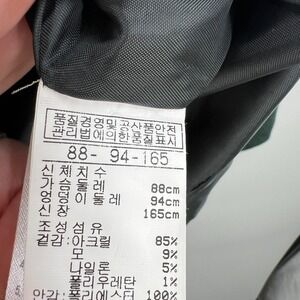 품질경영및공산품안전
관리법에의한품질표시
88- 94-165
신체치수
가슴둘레 88cm
엉덩이둘레 94cm
신장 165cm
조성섬유
겉감:아크릴 85%
모 9%
나일론 5%
폴리우레탄 1%
안감:폴리에스터 100%